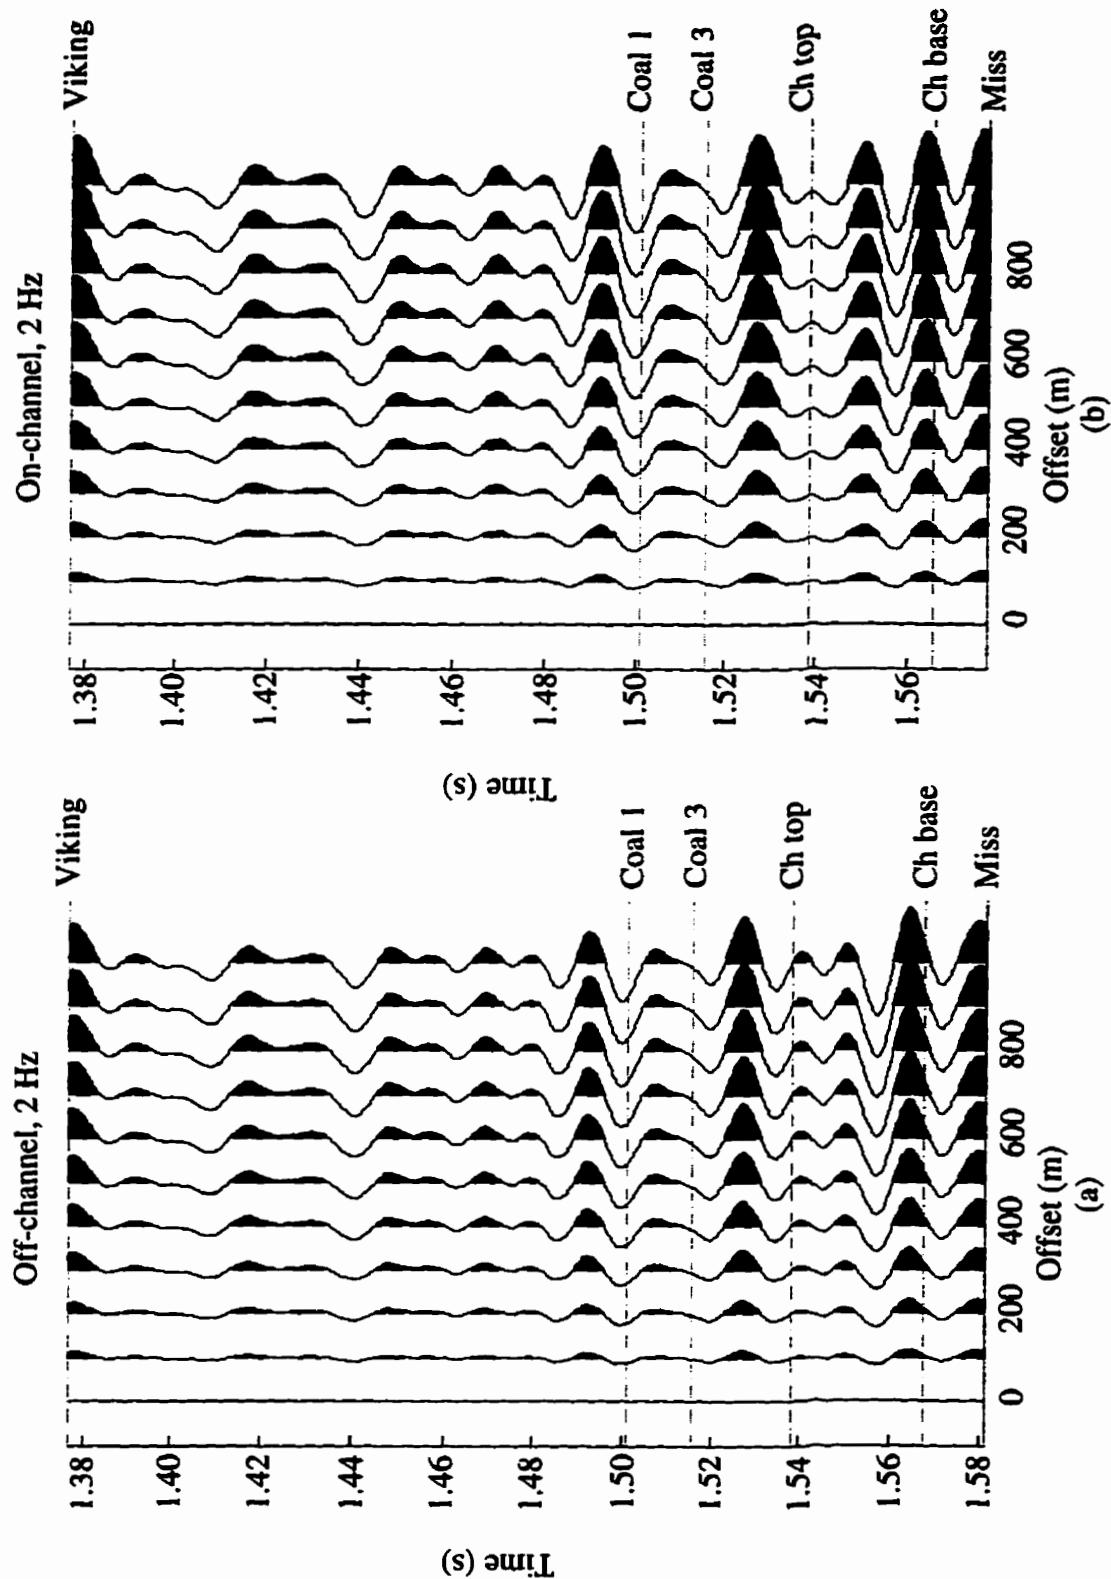 On-channel, 2 Hz
Viking
Coal 1
Coal 3
Ch top
Ch base
Miss
1.38
1.40
1.42
1.44
1.46
1.48
1.50
1.52
1.54
1.56
Time (s)
0
200
400
600
800
Offset (m)
(b)
Off-channel, 2 Hz
Viking
Coal 1
Coal 3
Ch top
Ch base
Miss
1.38
1.40
1.42
1.44
1.46
1.48
1.50
1.52
1.54
1.56
1.58
Time (s)
0
200
400
600
800
Offset (m)
(a)